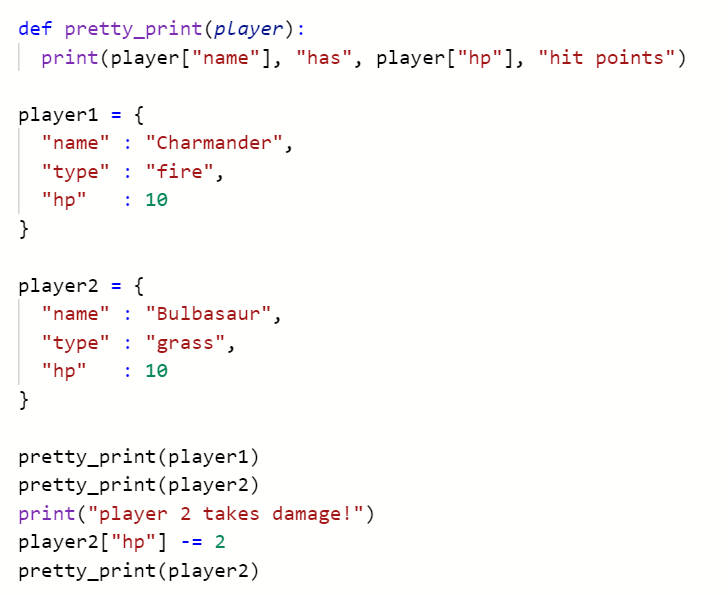 def pretty_print(player):
  print(player["name"], "has", player["hp"], "hit points")

player1 = {
  "name" : "Charmander",
  "type" : "fire",
  "hp"   : 10
}

player2 = {
  "name" : "Bulbasaur",
  "type" : "grass",
  "hp"   : 10
}

pretty_print(player1)
pretty_print(player2)
print("player 2 takes damage!")
player2["hp"] -= 2
pretty_print(player2)